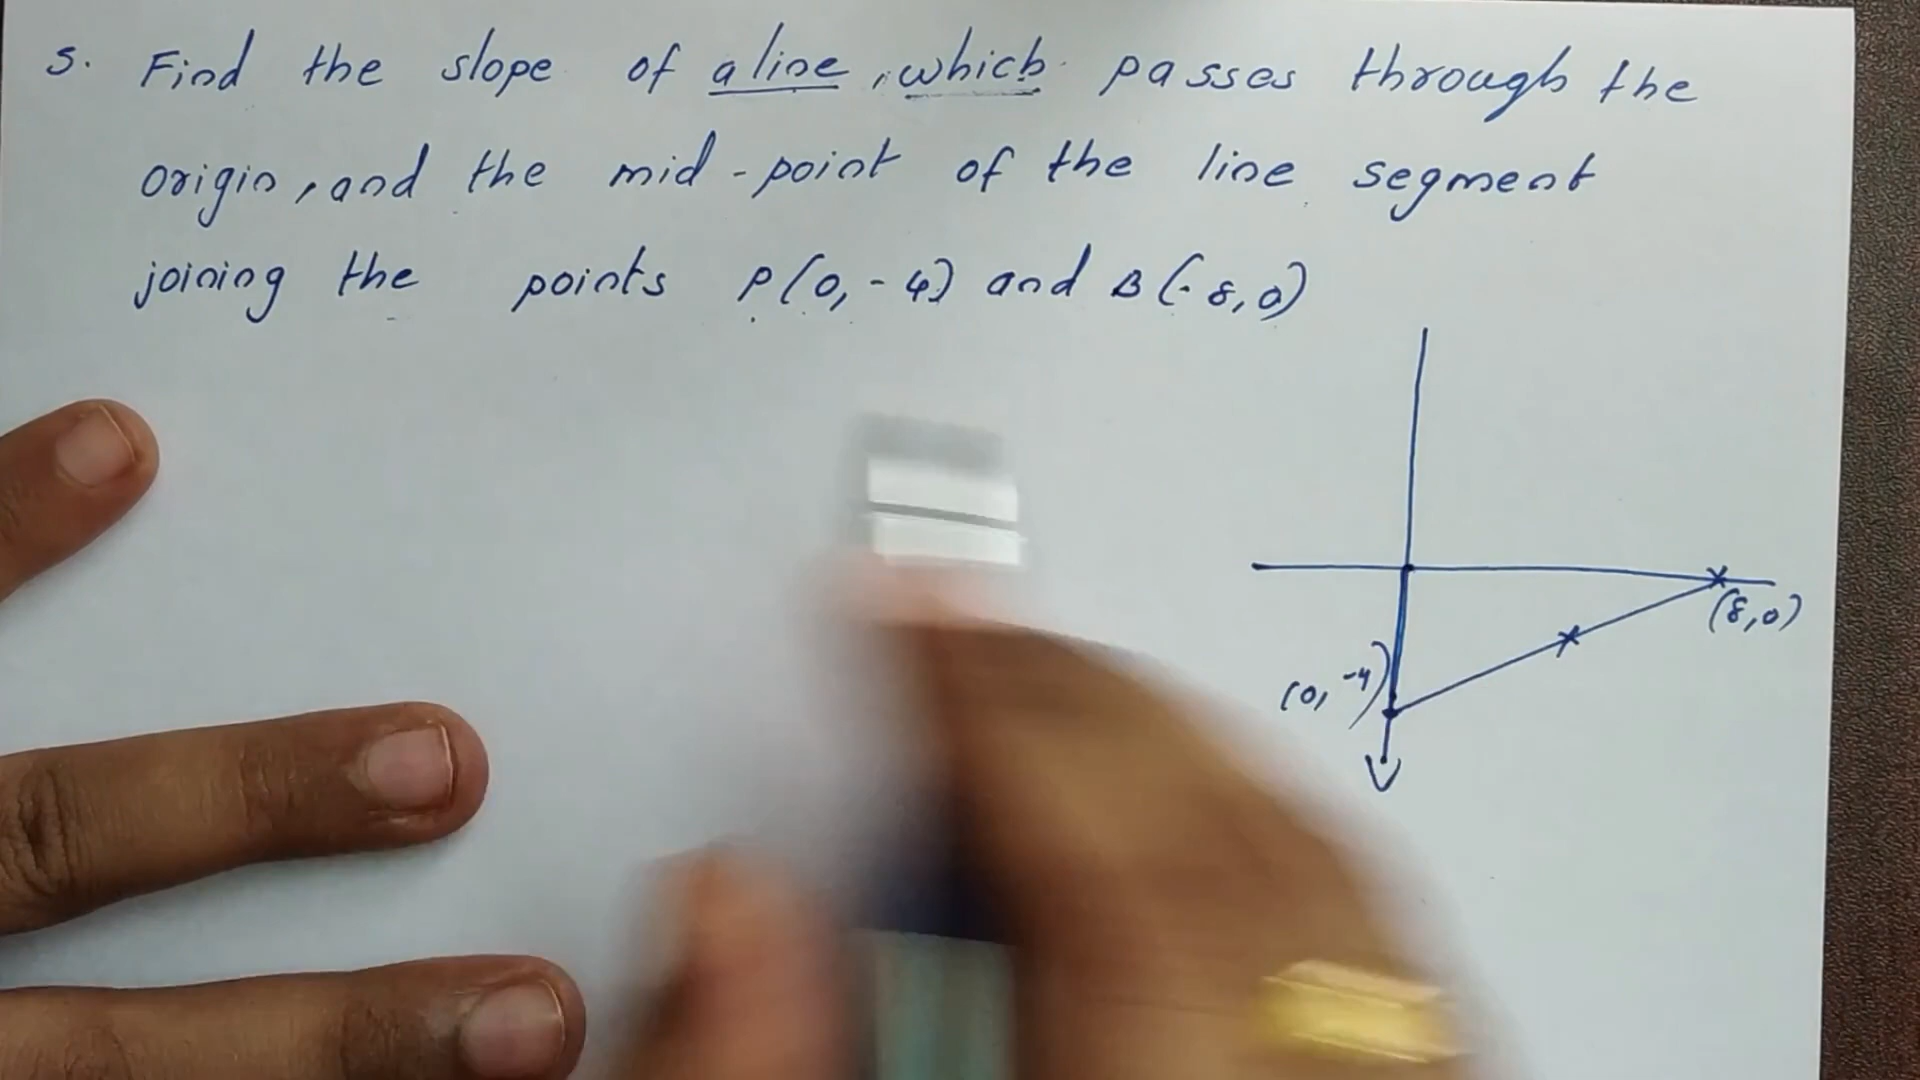 5. Find the slope of a line, which passes through the
origin, and the mid-point of the line segment
joining the points P(0,-4) and B(-8,0)
(8,0)
(0,-4)